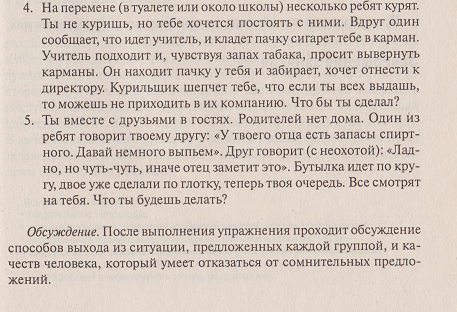 4. На перемене (в туалете или около школы) несколько ребят курят.
Ты не куришь, но тебе хочется постоять с ними. Вдруг один
сообщает, что идет учитель, и кладет пачку сигарет тебе в карман.
Учитель подходит и, чувствуя запах табака, просит вывернуть
карманы. Он находит пачку у тебя и забирает, хочет отнести к
директору. Курильщик шепчет тебе, что если ты всех выдашь,
то можешь не приходить в их компанию. Что бы ты сделал?
5. Ты вместе с друзьями в гостях. Родителей нет дома. Один из
ребят говорит твоему другу: «У твоего отца есть запасы спирт-
ного. Давай немного выпьем». Друг говорит (с неохотой): «Лад-
но, но чуть-чуть, иначе отец заметит это». Бутылка идет по кру-
гу, двое уже сделали по глотку, теперь твоя очередь. Все смотрят
на тебя. Что ты будешь делать?
Обсуждение. После выполнения упражнения проходит обсуждение
способов выхода из ситуации, предложенных каждой группой, и ка-
честв человека, который умеет отказаться от сомнительных предло-
жений.